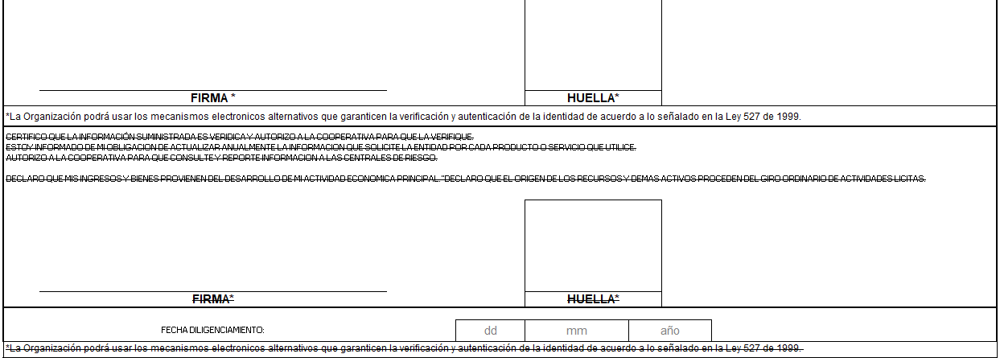 FIRMA *
HUELLA*
*La Organización podrá usar los mecanismos electronicos alternativos que garanticen la verificación y autenticación de la identidad de acuerdo a lo señalado en la Ley 527 de 1999.
CERTIFICO QUE LA INFORMACIÓN SUMINISTRADA ES VERIDICA Y AUTORIZO A LA COOPERATIVA PARA QUE LA VERIFIQUE.
ESTOY INFORMADO DE MI OBLIGACION DE ACTUALIZAR ANUALMENTE LA INFORMACION QUE SOLICITE LA ENTIDAD POR CADA PRODUCTO O SERVICIO QUE UTILICE.
AUTORIZO A LA COOPERATIVA PARA QUE CONSULTE Y REPORTE INFORMACION A LAS CENTRALES DE RIESGO.
DECLARO QUE MIS INGRESOS Y BIENES PROVIENEN DEL DESARROLLO DE MI ACTIVIDAD ECONOMICA PRINCIPAL. "DECLARO QUE EL ORIGEN DE LOS RECURSOS Y DEMAS ACTIVOS PROCEDEN DEL GIRO ORDINARIO DE ACTIVIDADES LICITAS.
FIRMA*
HUELLA*
FECHA DILIGENCIAMIENTO:
dd
mm
año
*La Organización podrá usar los mecanismos electronicos alternativos que garanticen la verificación y autenticación de la identidad de acuerdo a lo señalado en la Ley 527 de 1999.